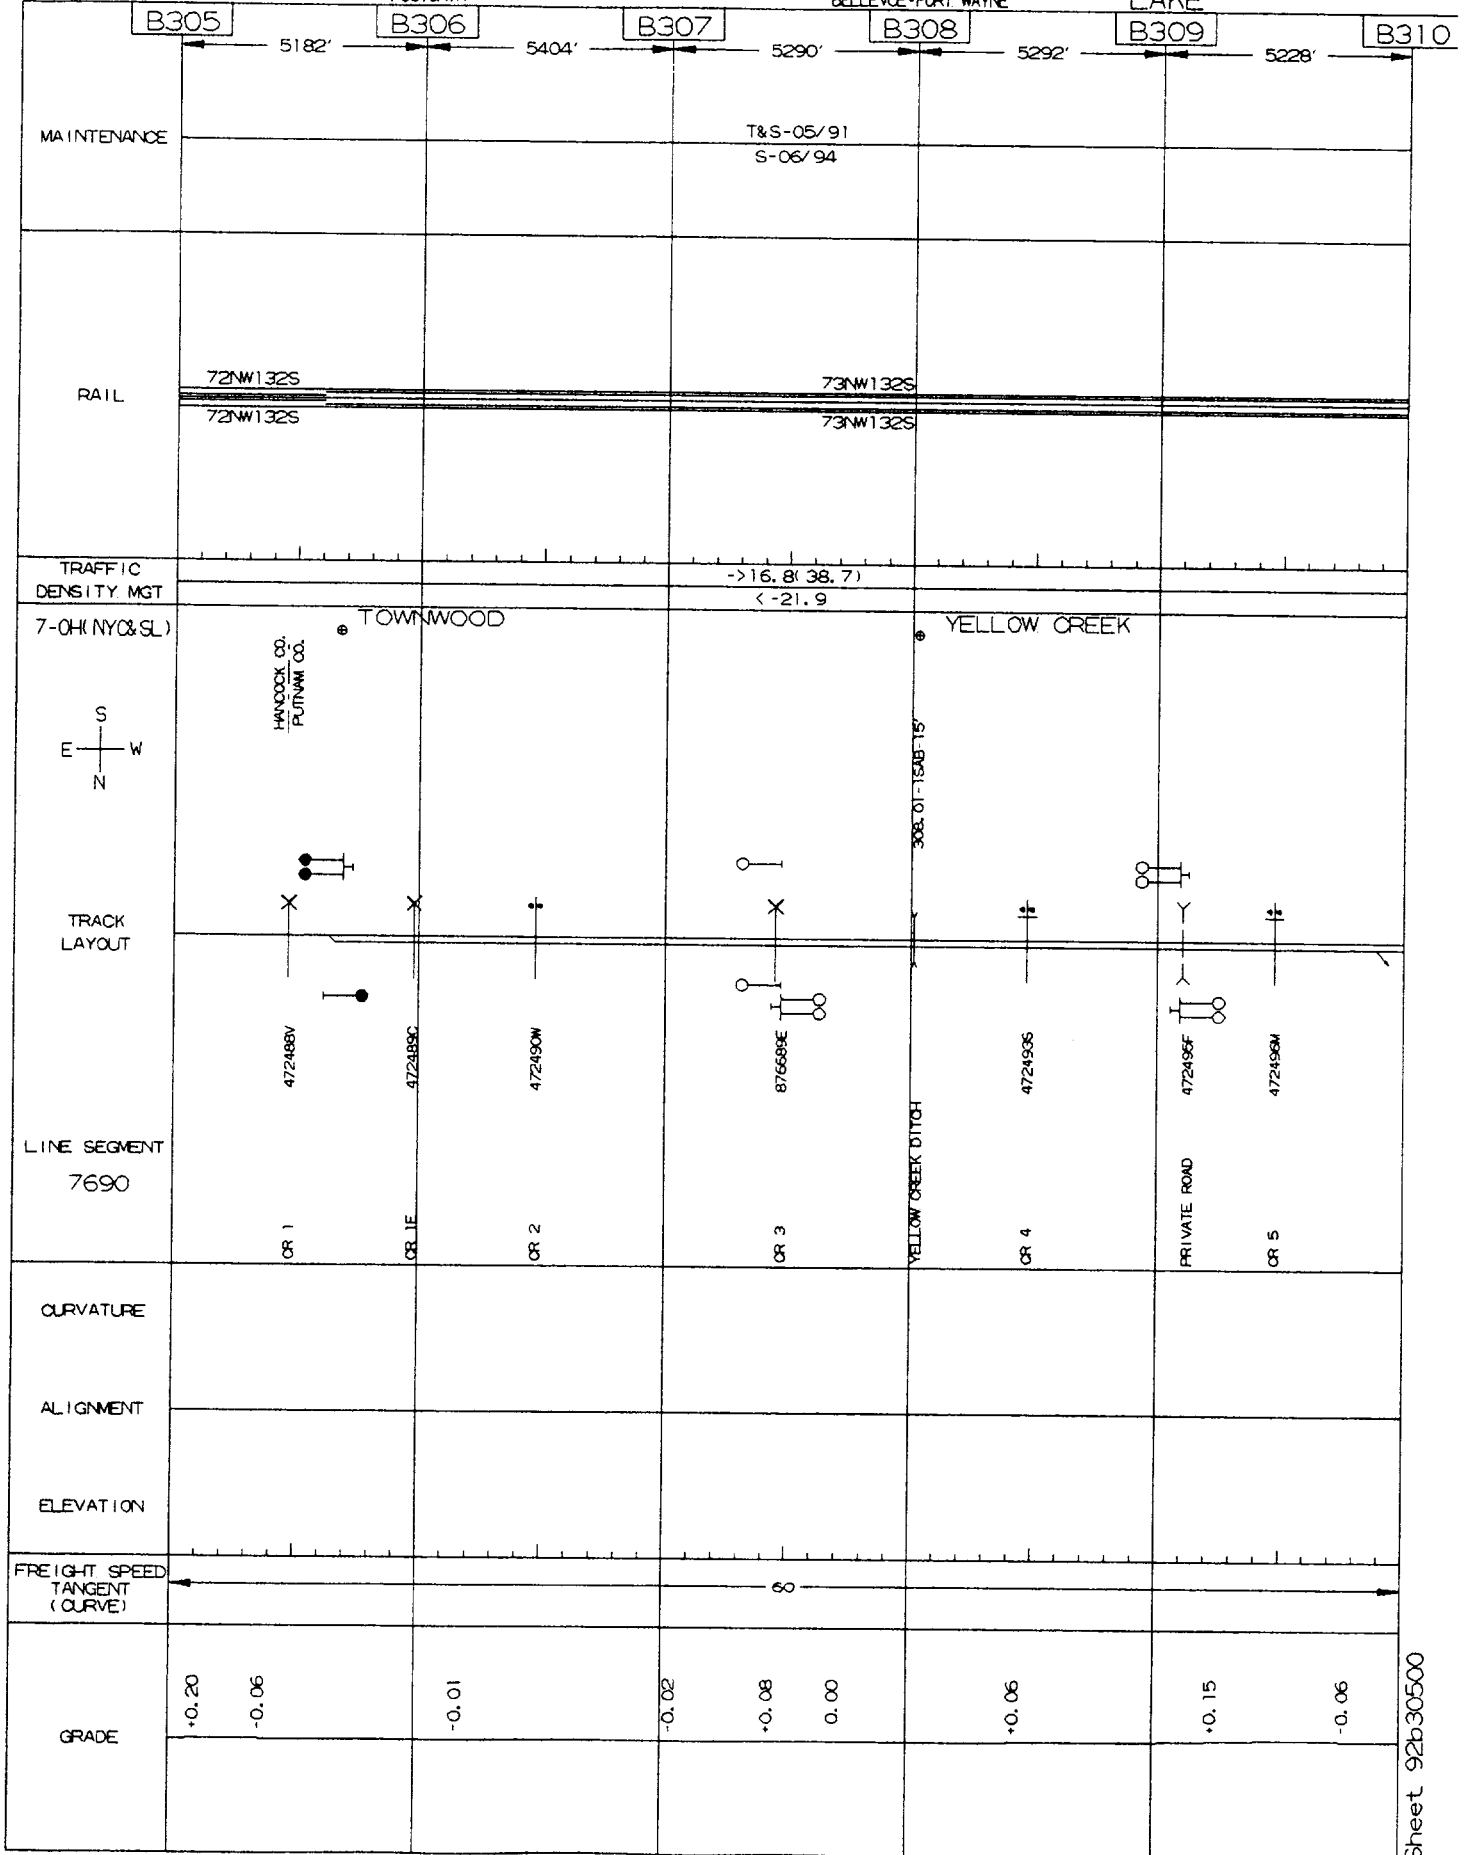 BELLEVUE-FORT WAYNE LAKE
B305 B306 B307 B308 B309 B310
5182' 5404' 5290' 5292' 5228'
MAINTENANCE
T&S-05/91
S-06/94
RAIL
72NW132S 73NW132S
72NW132S 73NW132S
TRAFFIC
DENSITY MGT
->16.8(38.7)
<-21.9
7-OH(NYC&SL)
TOWNWOOD YELLOW CREEK
HANCOCK CO.
PUTNAM CO.
S
E W
N
308.01-1SAB-15'
TRACK
LAYOUT
472488V 472489C 472490W 876689E 472493S 472495F 472496M
LINE SEGMENT
7690
CR 1 CR 1E CR 2 CR 3 YELLOW CREEK DITCH CR 4 PRIVATE ROAD CR 5
CURVATURE
ALIGNMENT
ELEVATION
FREIGHT SPEED
TANGENT
(CURVE)
60
GRADE
+0.20 -0.06 -0.01 -0.02 +0.08 0.00 +0.06 +0.15 -0.06
Sheet 92b30500